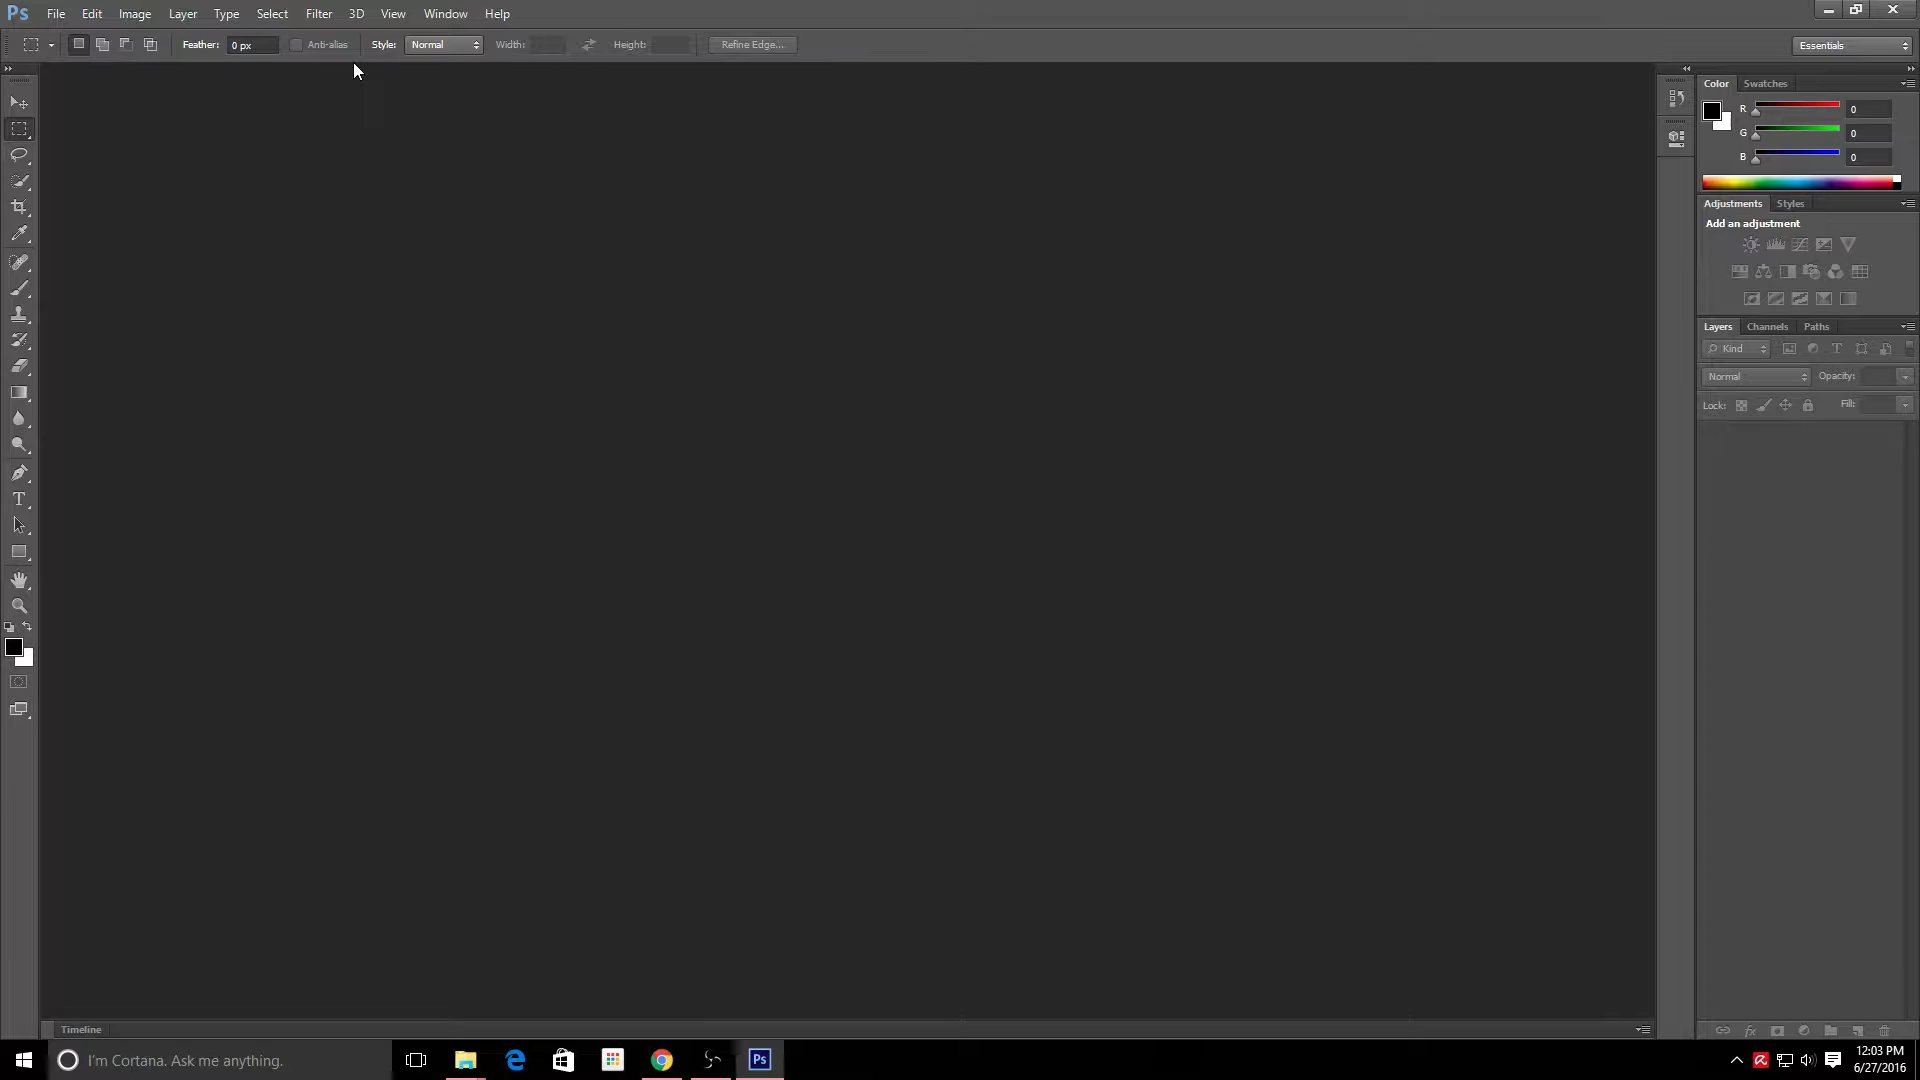 Ps File Edit Image Layer Type Select Filter 3D View Window Help
Feather: 0 px Anti-alias Style: Normal Width: Height: Refine Edge... Essentials
Color Swatches
R 0
G 0
B 0
Adjustments Styles
Add an adjustment
Layers Channels Paths
Kind T
Normal Opacity:
Lock: Fill:
T
Timeline
fx
I'm Cortana. Ask me anything.
Ps
12:03 PM
6/27/2016